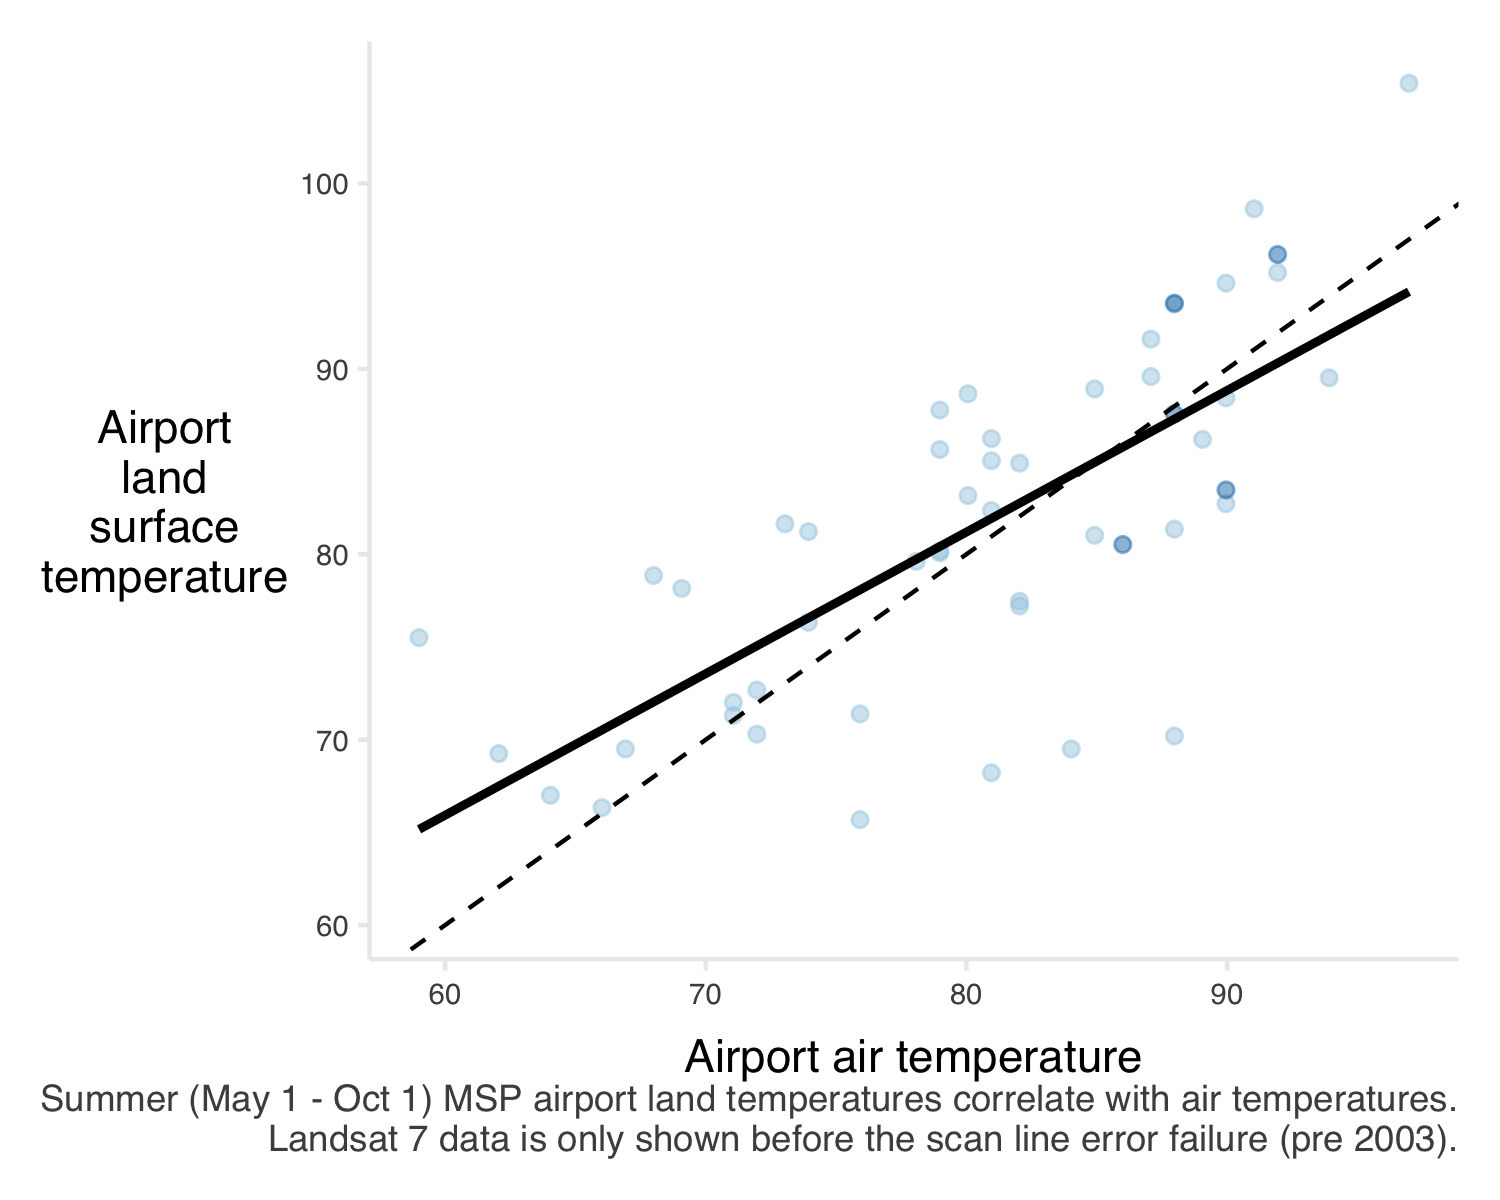 100
90
80
70
60
Airport
land
surface
temperature
60 70 80 90
Airport air temperature
Summer (May 1 - Oct 1) MSP airport land temperatures correlate with air temperatures.
Landsat 7 data is only shown before the scan line error failure (pre 2003).